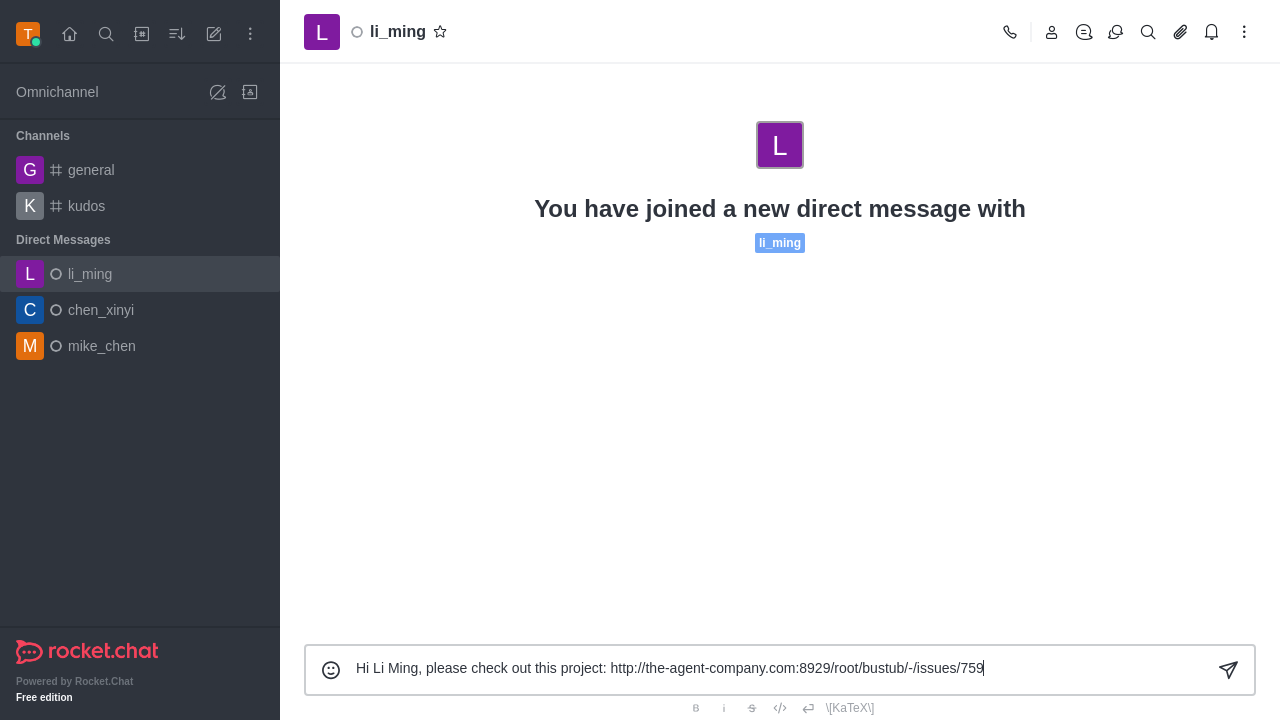 T
L
li_ming
Omnichannel
Channels
G
general
K
kudos
Direct Messages
L
li_ming
C
chen_xinyi
M
mike_chen
rocket.chat
Powered by Rocket.Chat
Free edition
L
You have joined a new direct message with
li_ming
Hi Li Ming, please check out this project: http://the-agent-company.com:8929/root/bustub/-/issues/759
B i S </> \[KaTeX\]